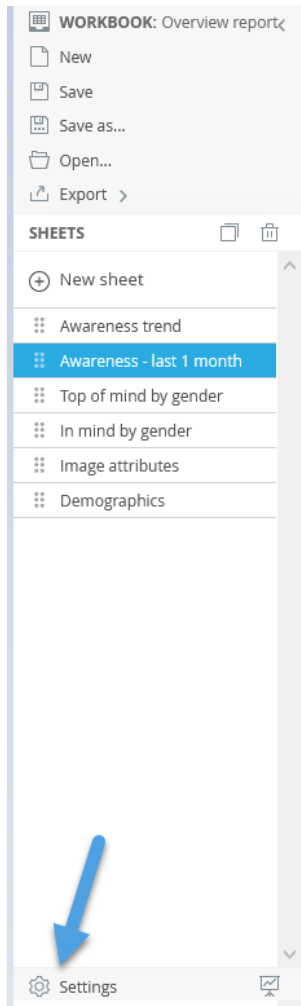 WORKBOOK: Overview report
New
Save
Save as...
Open...
Export
SHEETS
New sheet
Awareness trend
Awareness - last 1 month
Top of mind by gender
In mind by gender
Image attributes
Demographics
Settings